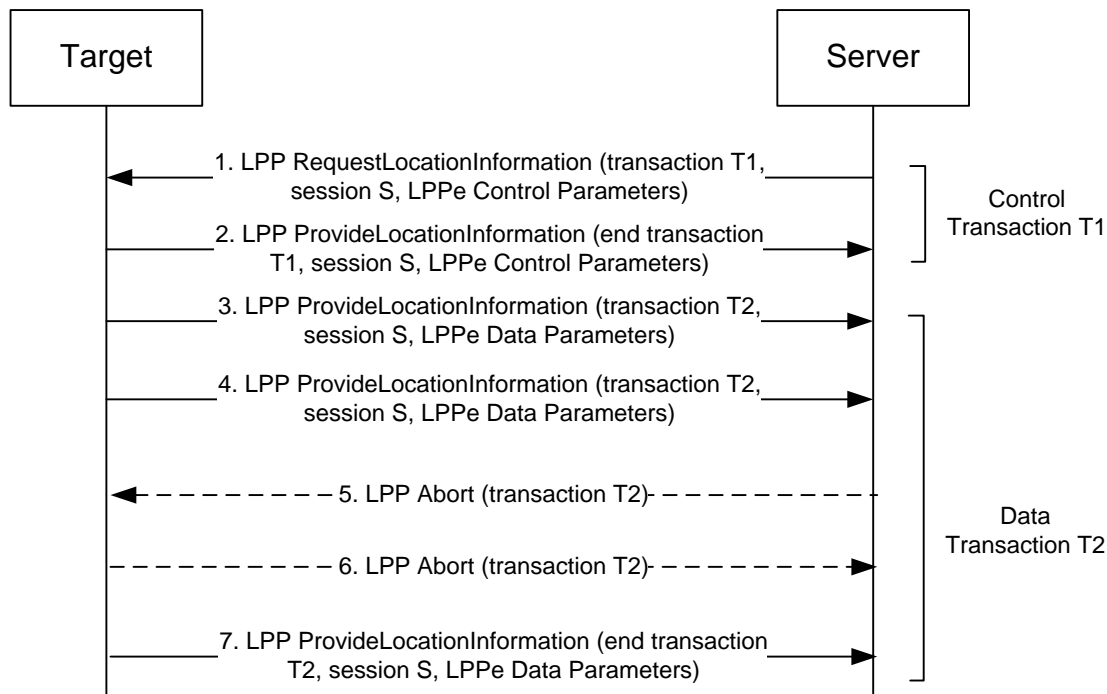 Target
Server
1. LPP RequestLocationInformation (transaction T1,
session S, LPPe Control Parameters)
Control
Transaction T1
2. LPP ProvideLocationInformation (end transaction
T1, session S, LPPe Control Parameters)
3. LPP ProvideLocationInformation (transaction T2,
session S, LPPe Data Parameters)
4. LPP ProvideLocationInformation (transaction T2,
session S, LPPe Data Parameters)
5. LPP Abort (transaction T2)
Data
Transaction T2
6. LPP Abort (transaction T2)
7. LPP ProvideLocationInformation (end transaction
T2, session S, LPPe Data Parameters)